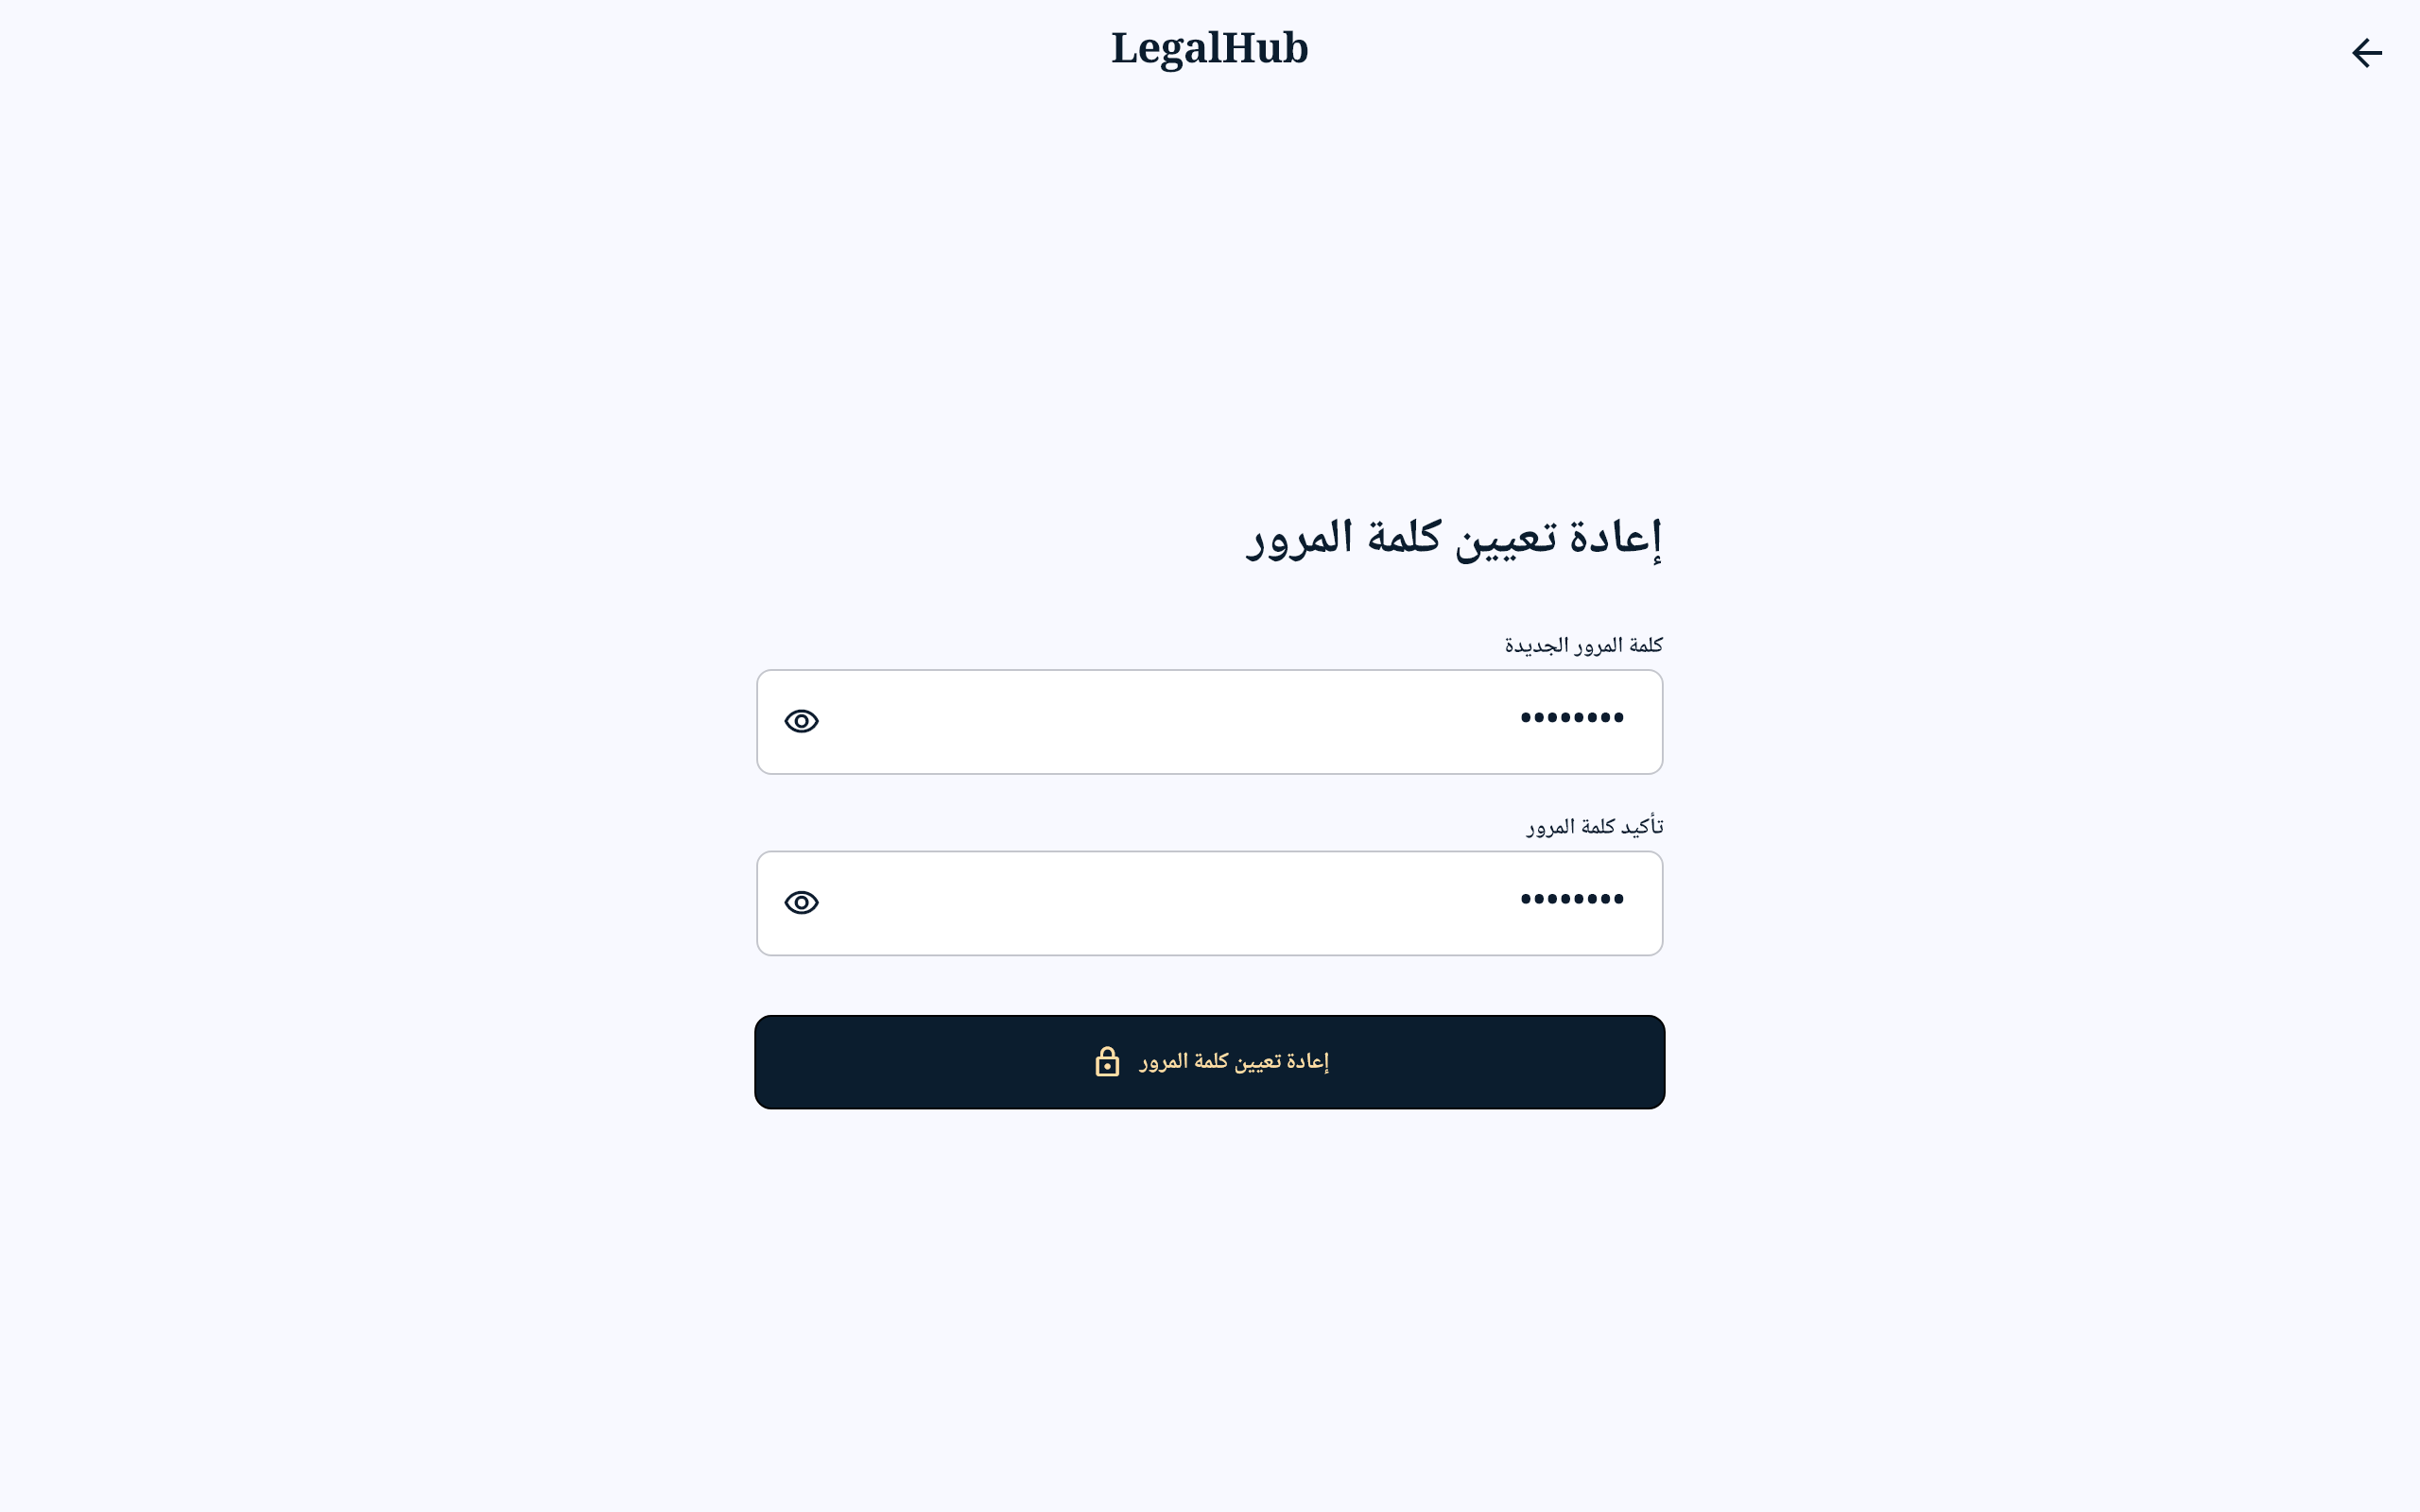 LegalHub
إعادة تعيين كلمة المرور
كلمة المرور الجديدة
••••••••
تأكيد كلمة المرور
••••••••
إعادة تعيين كلمة المرور